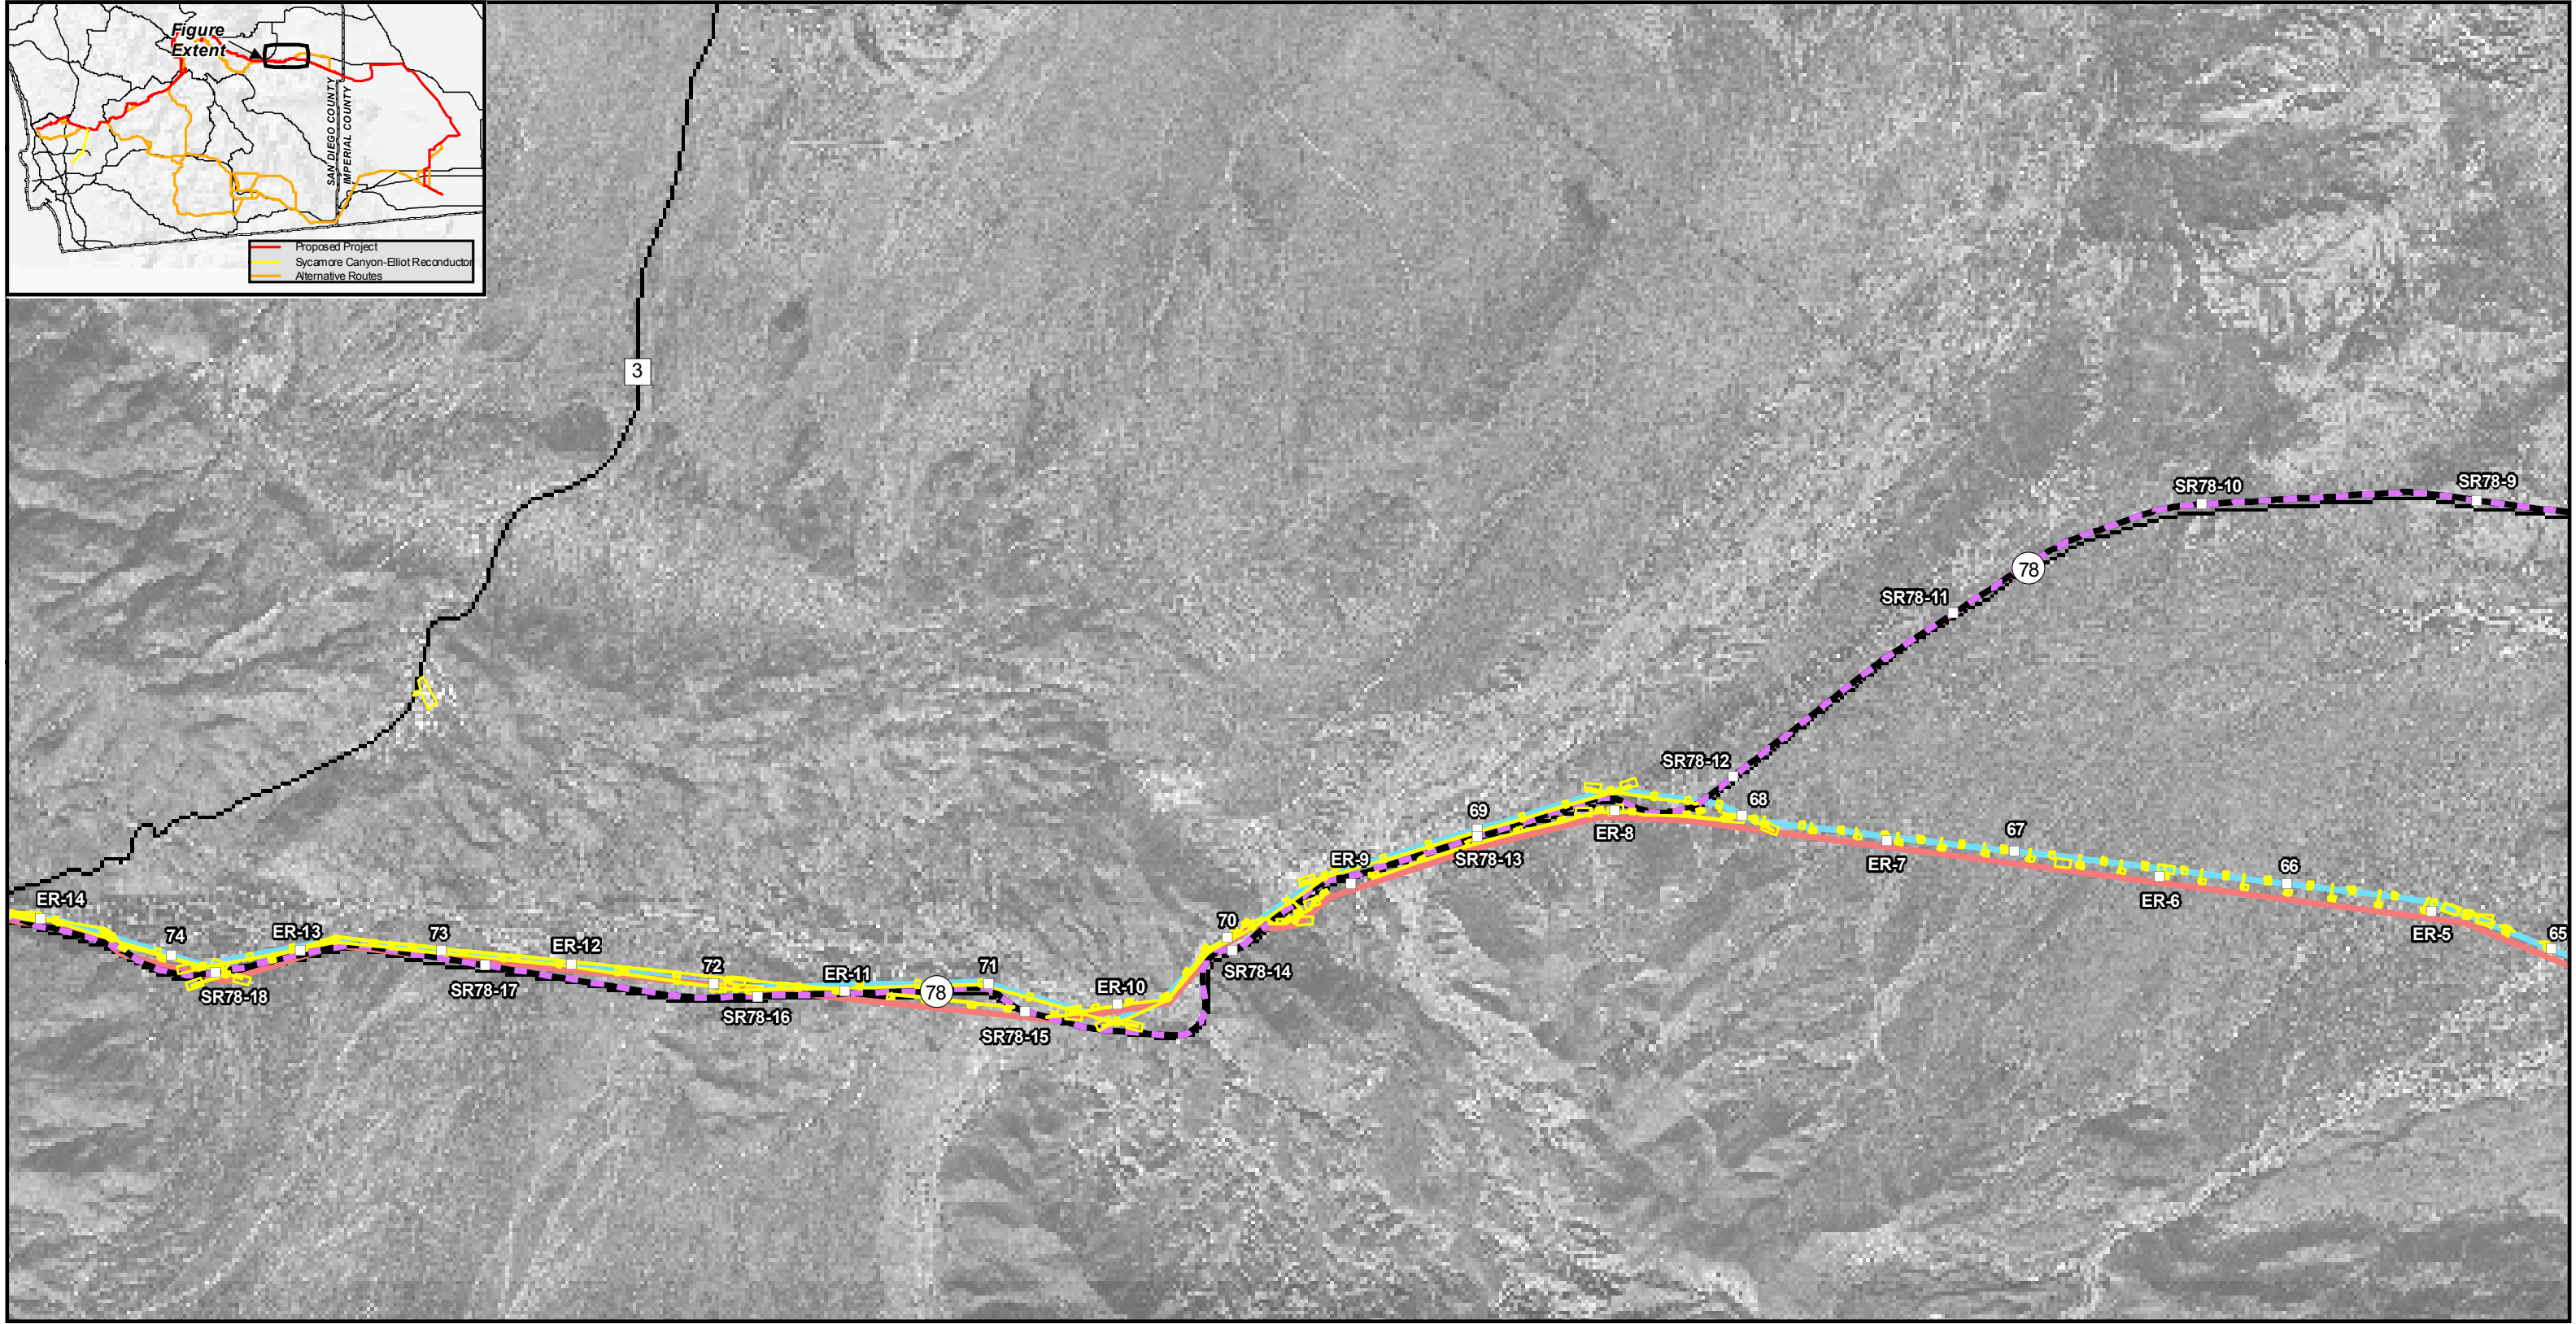 Figure
Extent
SAN DIEGO COUNTY
IMPERIAL COUNTY
Proposed Project
Sycamore Canyon-Elliot Reconductor
Alternative Routes
3
SR78-10
SR78-9
78
SR78-11
SR78-12
68
69
ER-8
67
SR78-13
ER-9
ER-7
66
ER-6
ER-14
70
65
74
ER-13
73
ER-5
ER-12
72
ER-11
71
SR78-14
ER-10
SR78-18
SR78-17
78
SR78-16
SR78-15